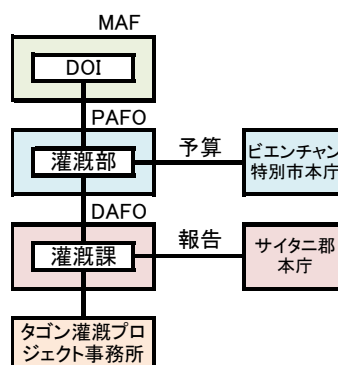 MAF
DOI
PAFO
灌漑部
予算
ビエンチャン
特別市本庁
DAFO
灌漑課
報告
サイタニ郡
本庁
タゴン灌漑プロ
ジェクト事務所